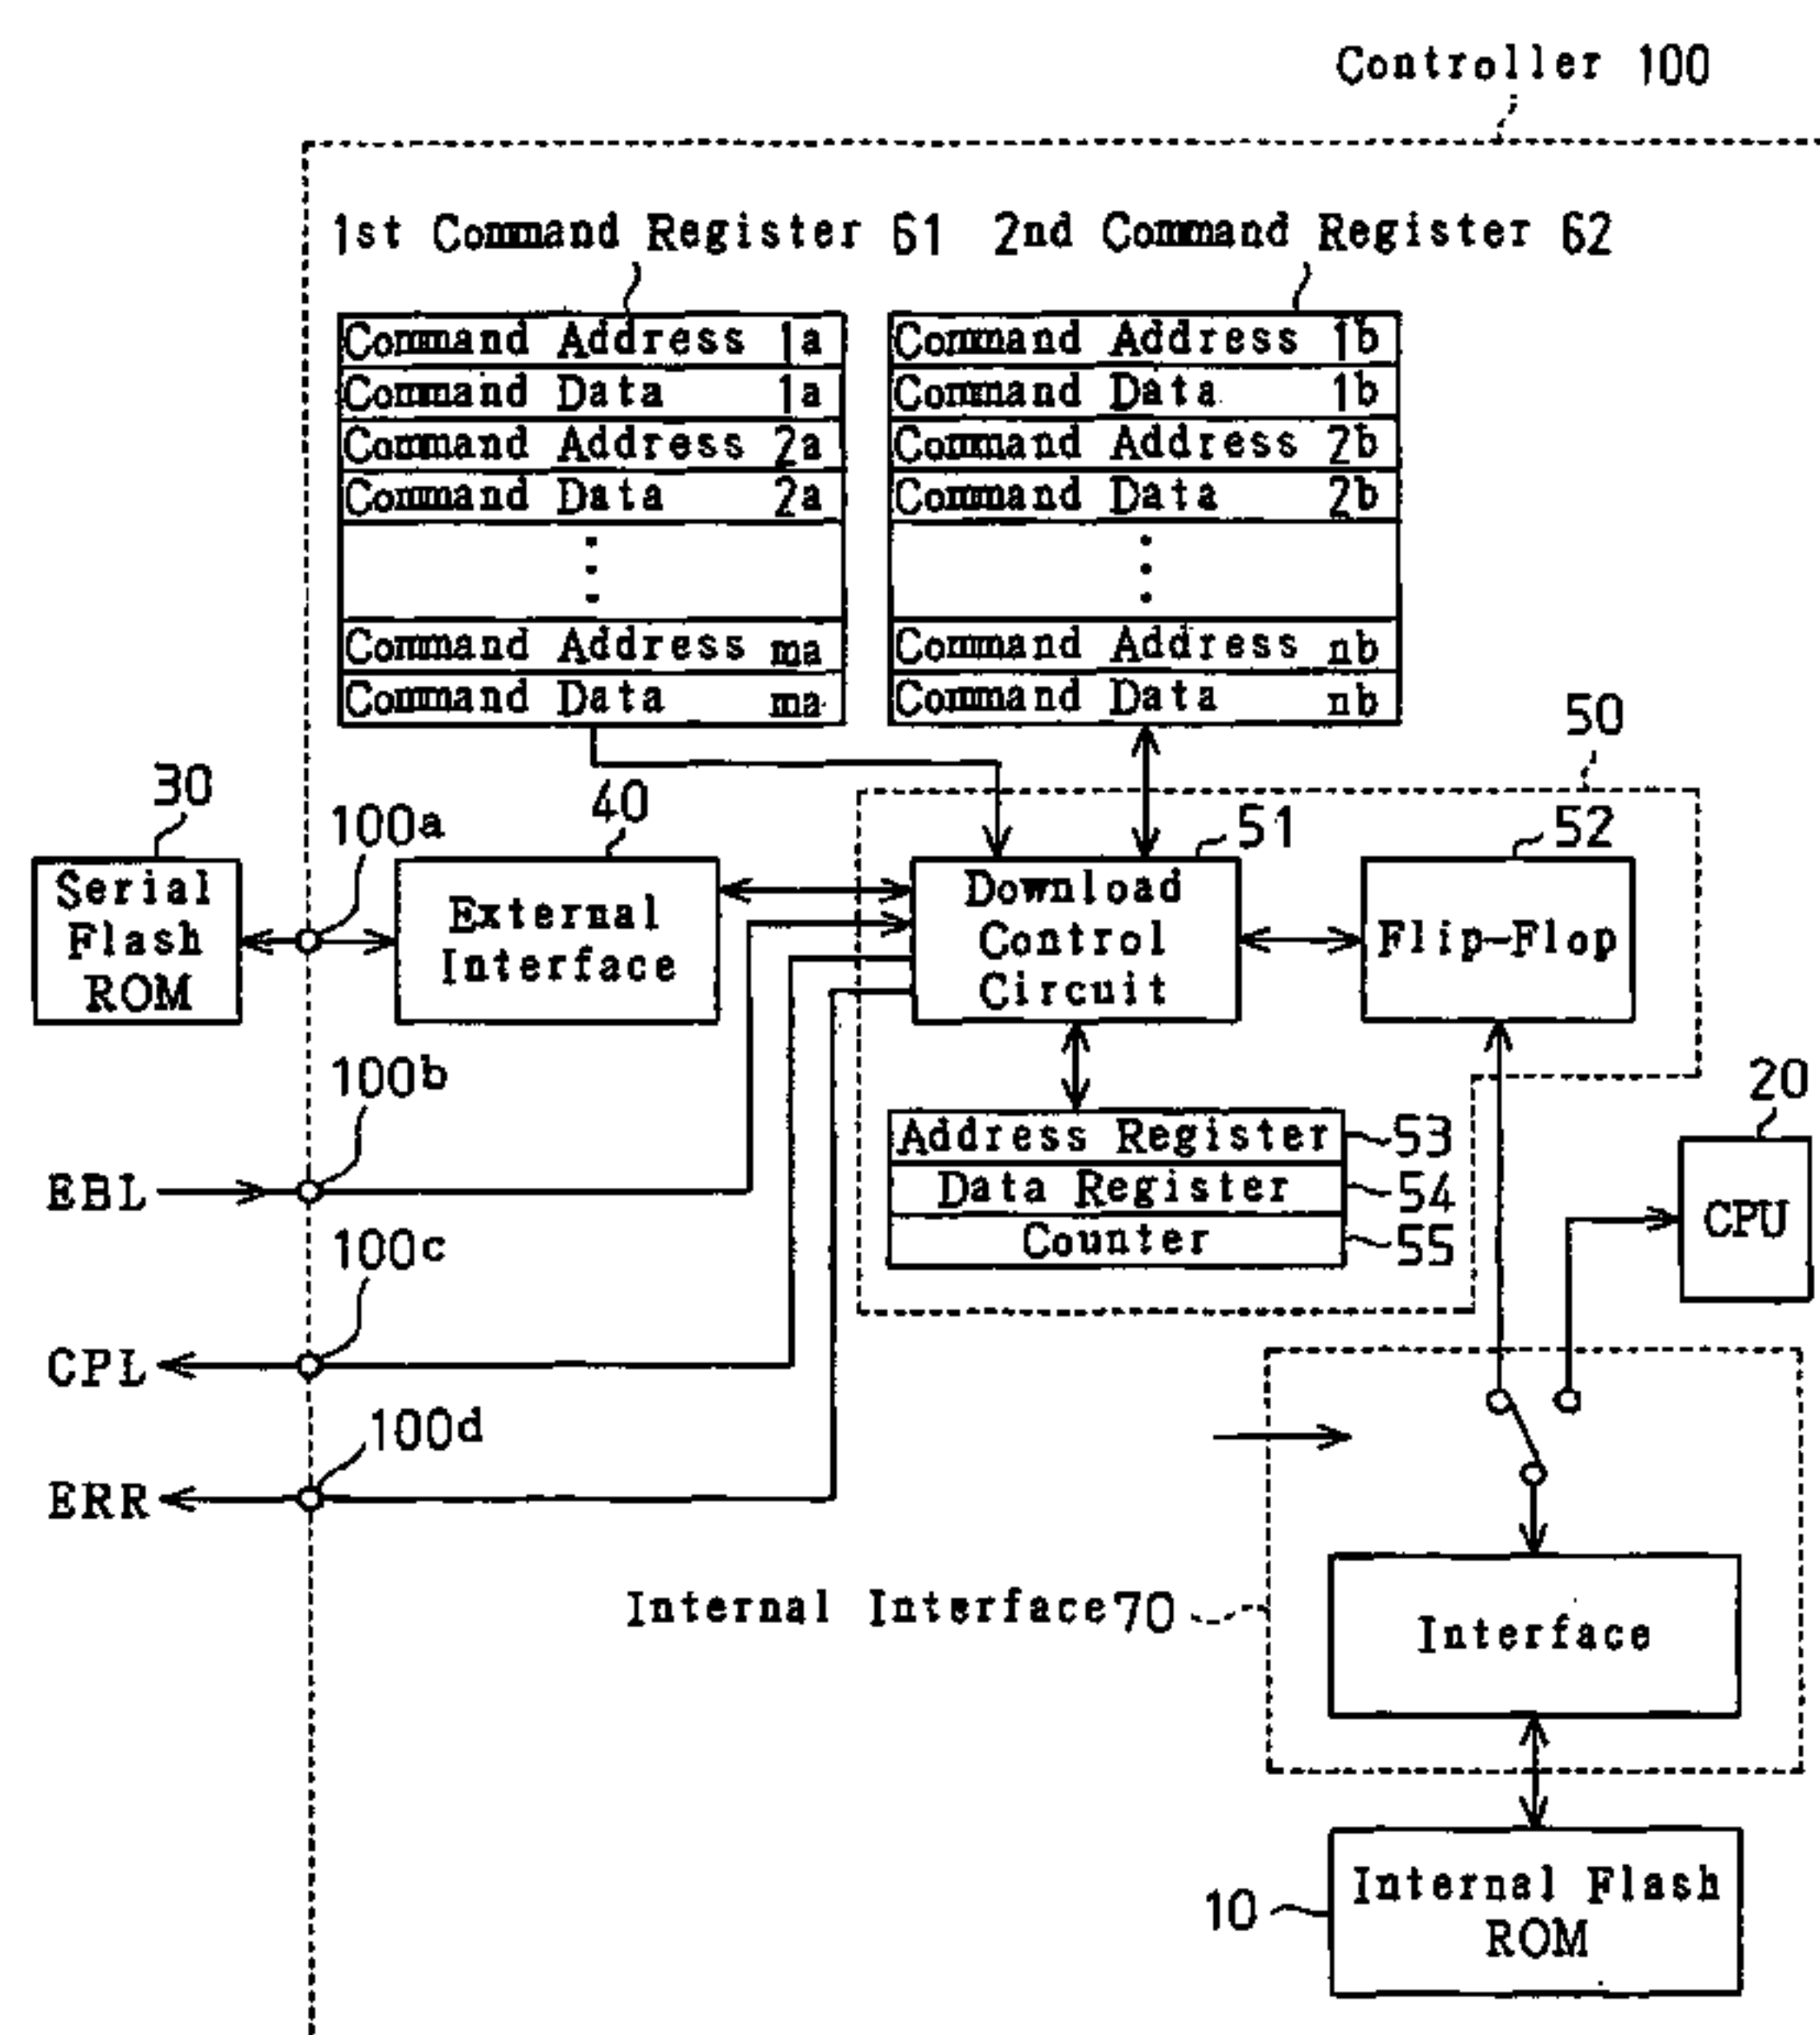 Controller 100
1st Command Register 61
2nd Command Register 62
Command Address 1a
Command Data 1a
Command Address 2a
Command Data 2a
Command Address ma
Command Data ma
Command Address 1b
Command Data 1b
Command Address 2b
Command Data 2b
Command Address nb
Command Data nb
50
30
100a
40
51
52
Serial
Flash
ROM
External
Interface
Download
Control
Circuit
Flip-Flop
100b
20
Address Register
53
Data Register
54
Counter
55
CPU
EBL
100c
CPL
100d
ERR
Internal Interface 70
Interface
10
Internal Flash
ROM